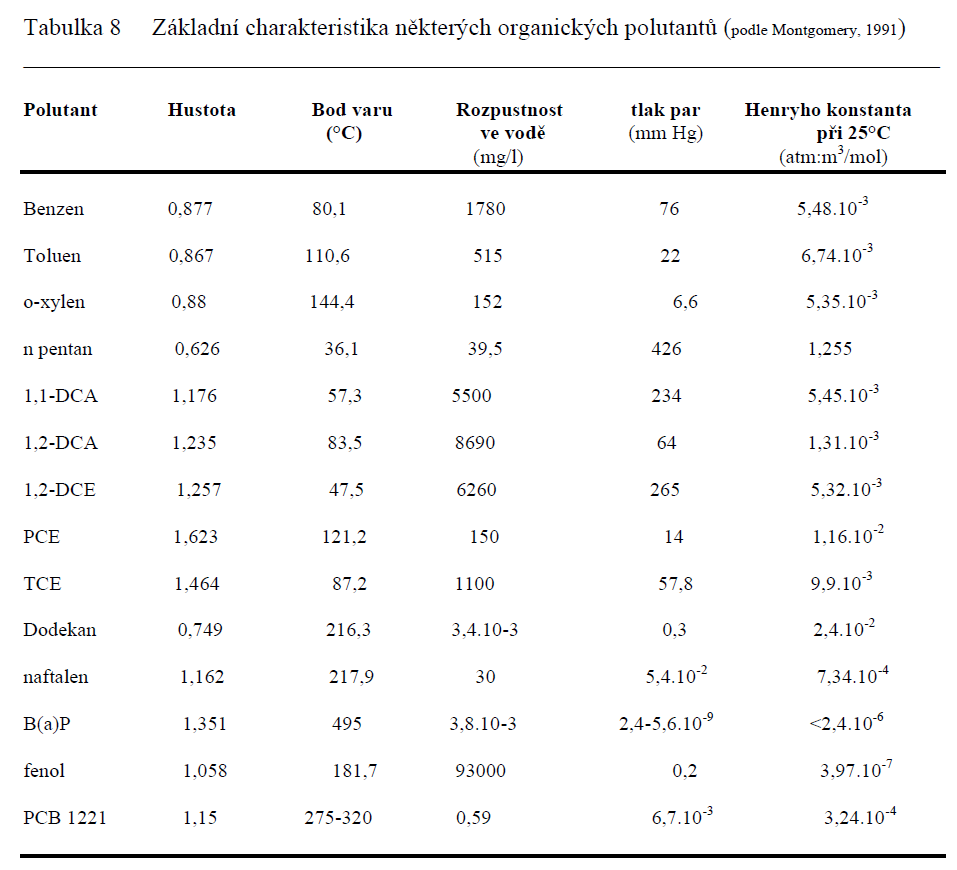 Tabulka 8 Základní charakteristika některých organických polutantů (podle Montgomery, 1991)
Polutant Hustota Bod varu Rozpustnost tlak par Henryho konstanta
(°C) ve vodě (mm Hg) při 25°C
(mg/l) (atm:m³/mol)
Benzen 0,877 80,1 1780 76 5,48.10⁻³
Toluen 0,867 110,6 515 22 6,74.10⁻³
o-xylen 0,88 144,4 152 6,6 5,35.10⁻³
n pentan 0,626 36,1 39,5 426 1,255
1,1-DCA 1,176 57,3 5500 234 5,45.10⁻³
1,2-DCA 1,235 83,5 8690 64 1,31.10⁻³
1,2-DCE 1,257 47,5 6260 265 5,32.10⁻³
PCE 1,623 121,2 150 14 1,16.10⁻²
TCE 1,464 87,2 1100 57,8 9,9.10⁻³
Dodekan 0,749 216,3 3,4.10-3 0,3 2,4.10⁻²
naftalen 1,162 217,9 30 5,4.10⁻² 7,34.10⁻⁴
B(a)P 1,351 495 3,8.10-3 2,4-5,6.10⁻⁹ <2,4.10⁻⁶
fenol 1,058 181,7 93000 0,2 3,97.10⁻⁷
PCB 1221 1,15 275-320 0,59 6,7.10⁻³ 3,24.10⁻⁴